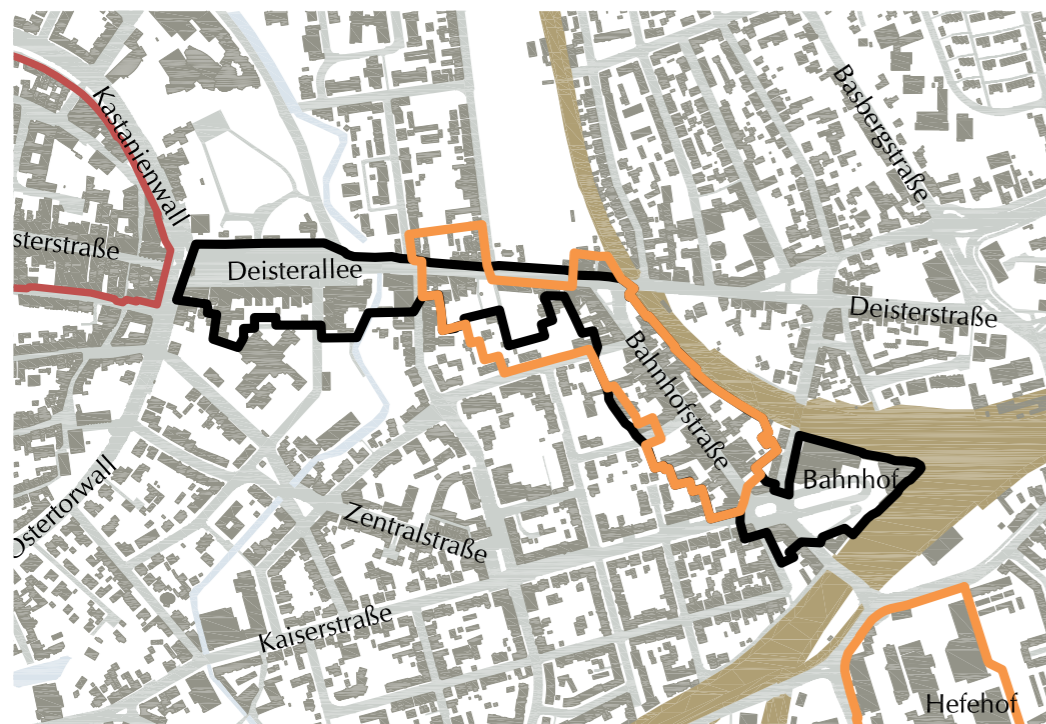 Kastanienwall
Basbergstraße
sterstraße
Deisterallee
Deisterstraße
Bahnhofstraße
Bahnhof
Ostertorwall
Zentralstraße
Kaiserstraße
Hefehof